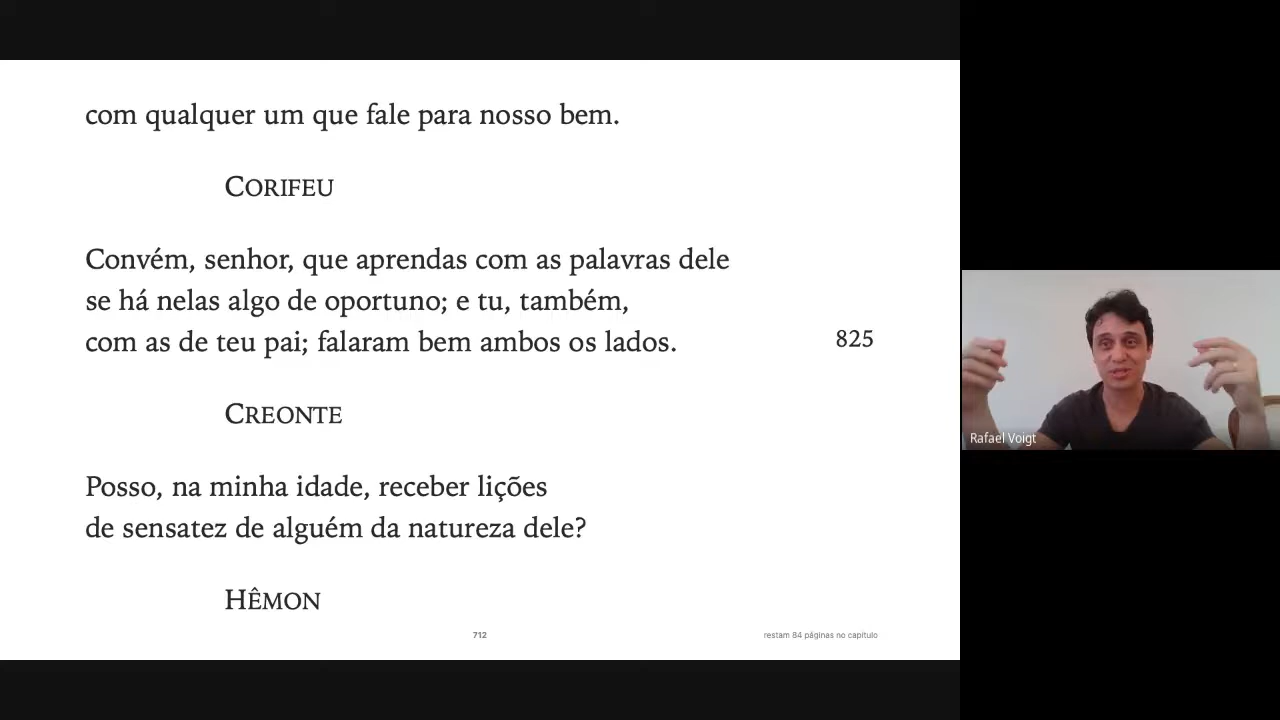 com qualquer um que fale para nosso bem.
CORIFEU
Convém, senhor, que aprendas com as palavras dele
se há nelas algo de oportuno; e tu, também,
com as de teu pai; falaram bem ambos os lados. 825
CREONTE
Posso, na minha idade, receber lições
de sensatez de alguém da natureza dele?
HÊMON
712 restam 84 páginas no capítulo
Rafael Voigt